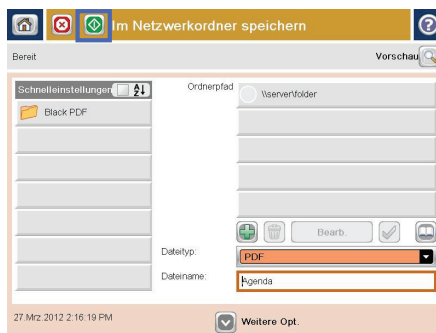 Im Netzwerkordner speichern
Bereit
Vorschau
Schnelleinstellungen
A Z
Black PDF
Ordnerpfad
\\server\folder
Bearb.
Dateityp:
PDF
Dateiname:
Agenda
27.Mrz.2012 2:16:19 PM
Weitere Opt.